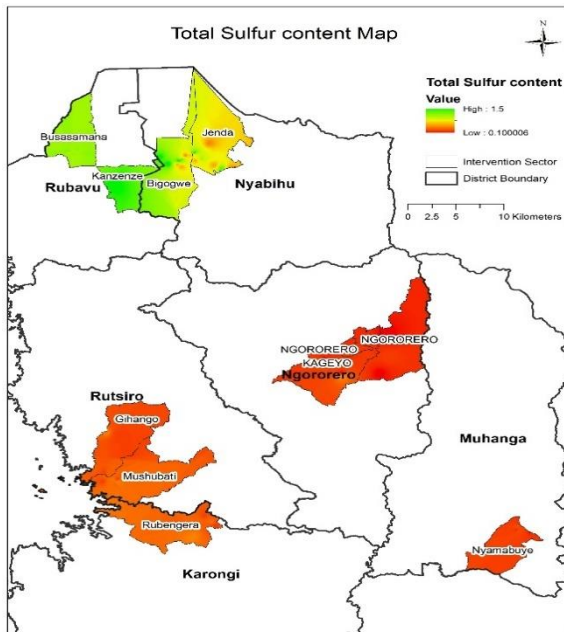 Total Sulfur content Map
N
Total Sulfur content
Value
High : 1.5
Low : 0.100006
Intervention Sector
District Boundary
0 2.5 5 10 Kilometers
Busasamana
Jenda
Kanzenze
Bigogwe
Rubavu
Nyabihu
NGORORERO
NGORORERO
KAGEYO
Ngororero
Rutsiro
Gihango
Muhanga
Mushubati
Rubengera
Nyamabuye
Karongi